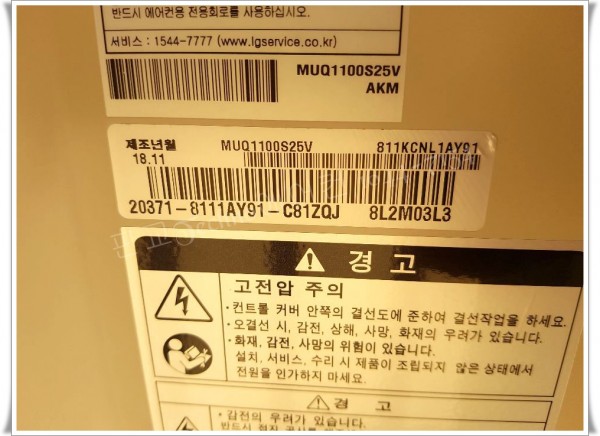 반드시 에어컨용 전용회로를 사용하십시오.
서비스 : 1544-7777 (www.lgservice.co.kr)
MUQ1100S25V
AKM
제조년월 MUQ1100S25V 811KCNL1AY91
18.11
20371-8111AY91-C81ZQJ 8L2M03L3
경 고
고전압 주의
·컨트롤 커버 안쪽의 결선도에 준하여 결선작업을 하세요.
·오결선 시, 감전, 상해, 사망, 화재의 우려가 있습니다.
·화재, 감전, 사망의 위험이 있습니다.
설치, 서비스, 수리 시 제품이 조립되지 않은 상태에서
전원을 인가하지 마세요.
경 고
·감전의 우려가 있습니다.